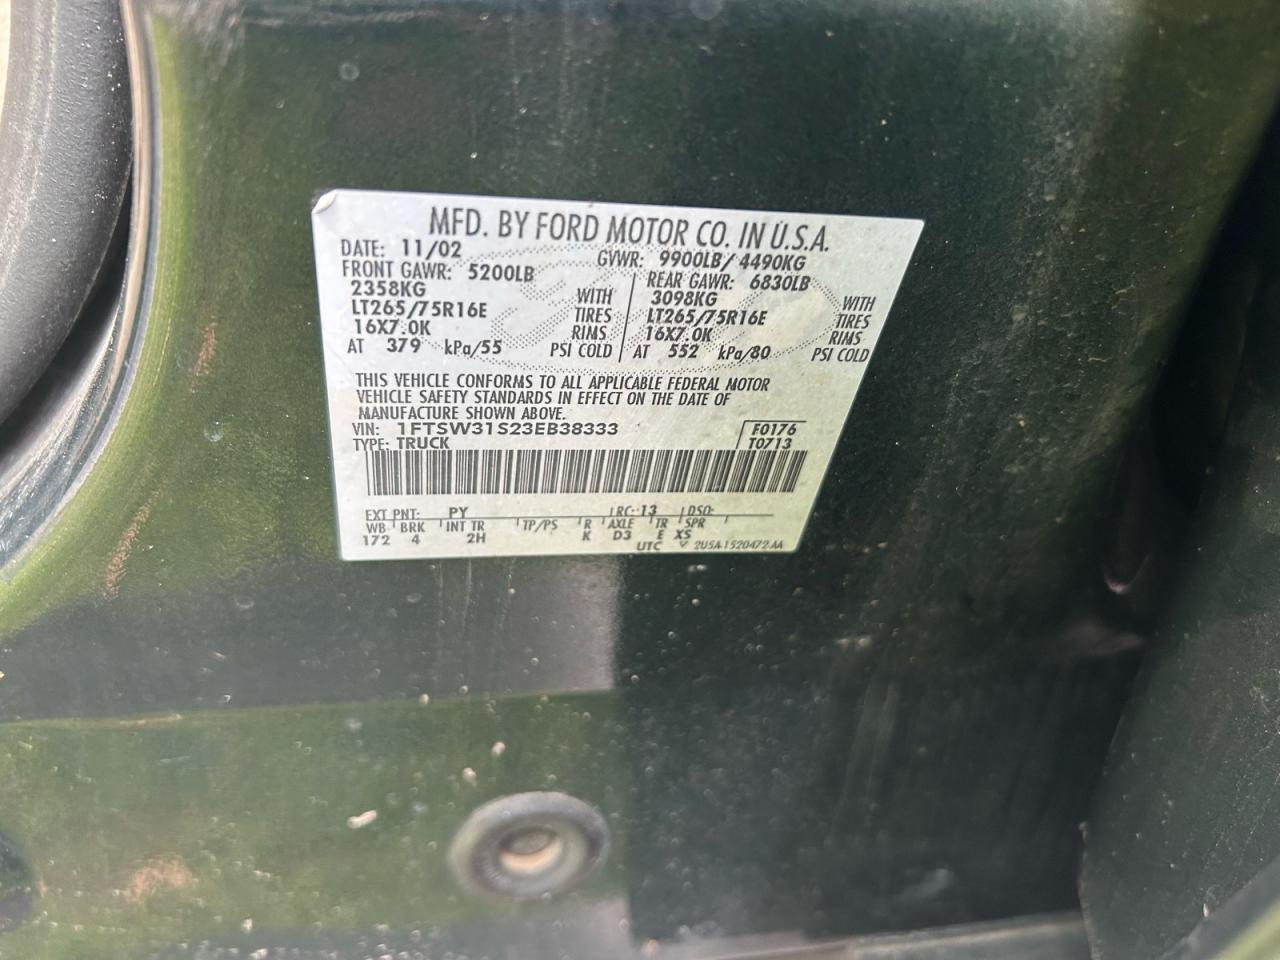 MFD. BY FORD MOTOR CO. IN U.S.A.
DATE: 11/02 GVWR: 9900LB/ 4490KG
FRONT GAWR: 5200LB REAR GAWR: 6830LB
2358KG WITH 3098KG WITH
LT265/75R16E TIRES LT265/75R16E TIRES
16X7.0K RIMS 16X7.0K RIMS
AT 379 kPa/55 PSI COLD AT 552 kPa/80 PSI COLD
THIS VEHICLE CONFORMS TO ALL APPLICABLE FEDERAL MOTOR
VEHICLE SAFETY STANDARDS IN EFFECT ON THE DATE OF
MANUFACTURE SHOWN ABOVE.
VIN: 1FTSW31S23EB38333 F0176
TYPE: TRUCK T0713
EXT PNT: PY RC: 13 DSO:
WB BRK INT TR TP/PS R AXLE TR SPR
172 4 2H K D3 E XS
UTC 2U5A-1520472-AA